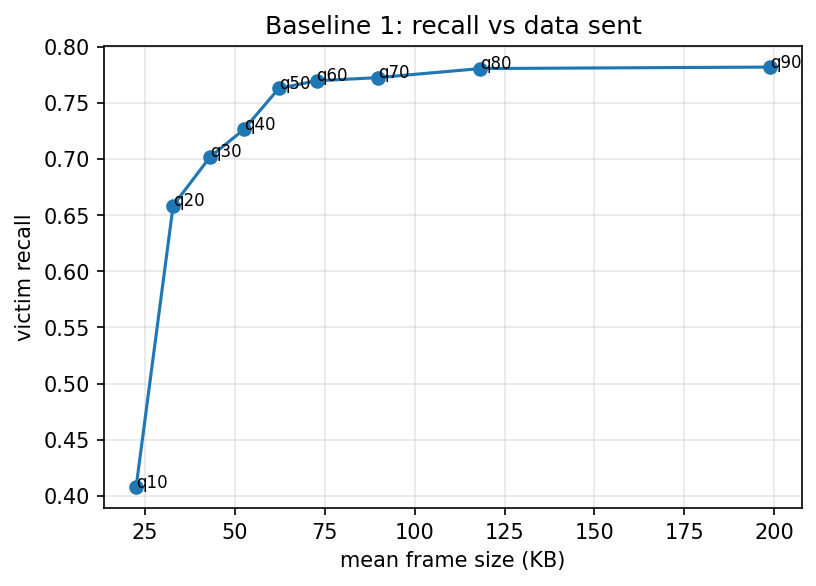 Baseline 1: recall vs data sent
victim recall
0.80
0.75
0.70
0.65
0.60
0.55
0.50
0.45
0.40
q10
q20
q30
q40
q50
q60
q70
q80
q90
25
50
75
100
125
150
175
200
mean frame size (KB)